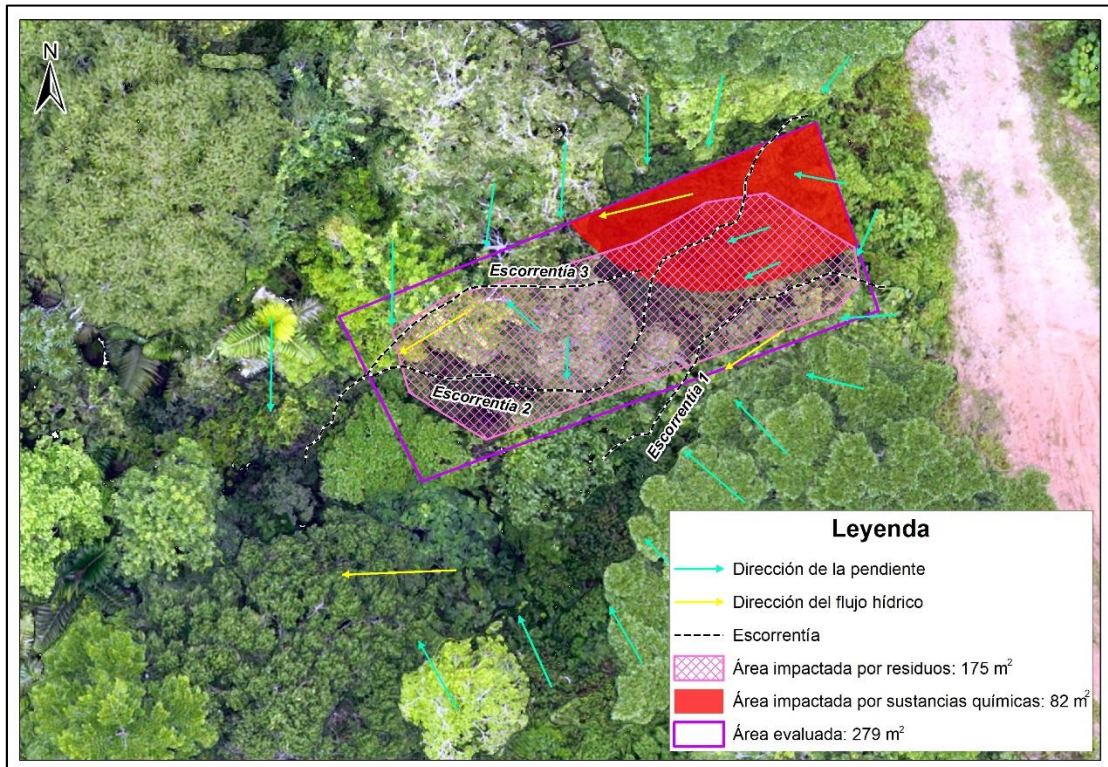 N
Escorrentía 3
Escorrentía 2
Escorrentía 1
Leyenda
Dirección de la pendiente
Dirección del flujo hídrico
Escorrentía
Área impactada por residuos: 175 m²
Área impactada por sustancias químicas: 82 m²
Área evaluada: 279 m²